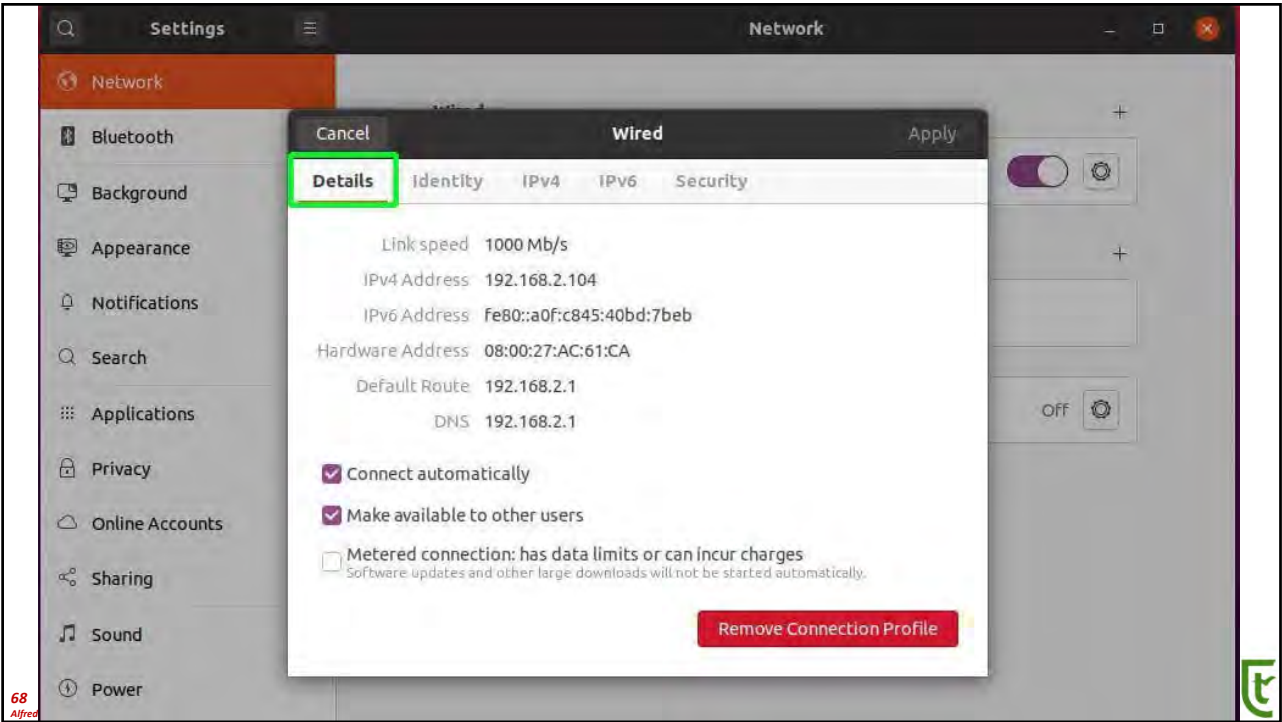 Settings
Network
Network
Bluetooth
Background
Appearance
Notifications
Search
Applications
Privacy
Online Accounts
Sharing
Sound
Power
Wired
Cancel
Wired
Apply
Details Identity IPv4 IPv6 Security
Link speed 1000 Mb/s
IPv4 Address 192.168.2.104
IPv6 Address fe80::a0f:c845:40bd:7beb
Hardware Address 08:00:27:AC:61:CA
Default Route 192.168.2.1
DNS 192.168.2.1
Connect automatically
Make available to other users
Metered connection: has data limits or can incur charges
Software updates and other large downloads will not be started automatically.
Remove Connection Profile
Off
68
Alfred